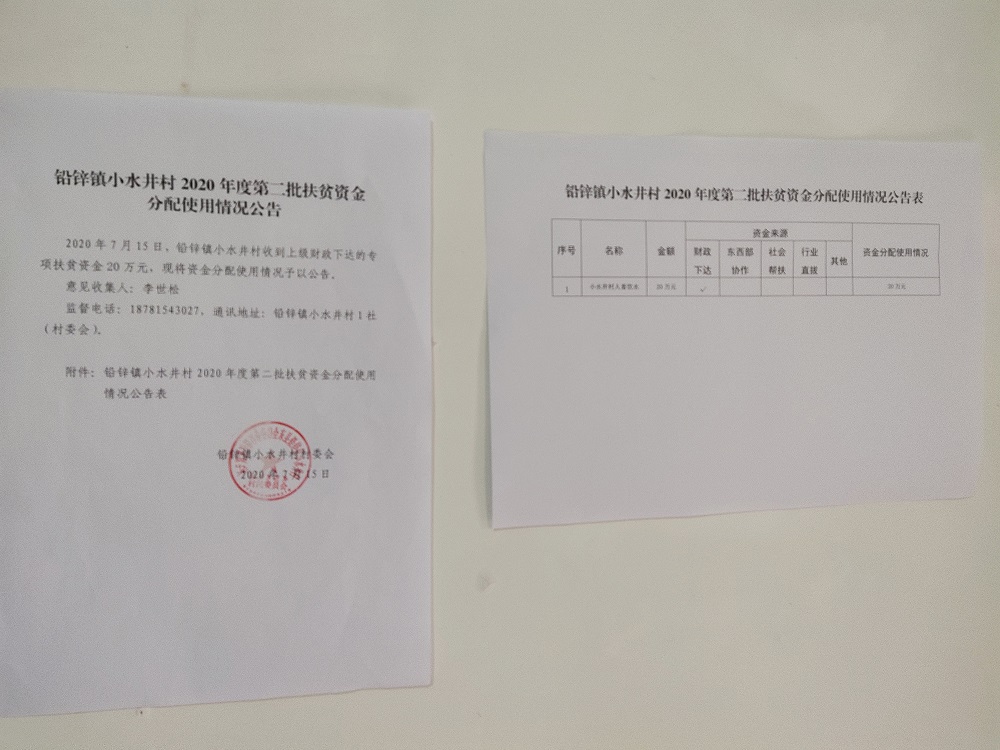 铅锌镇小水井村 2020 年度第二批扶贫资金
分配使用情况公告
2020 年 7 月 15 日、铅锌镇小水井村收到上级财政下达的专
项扶贫资金 20 万元，现将资金分配使用情况予以公告。
意见收集人：李世松
监督电话：18781543027、通讯地址：铅锌镇小水井村 1 社
（村委会）。
附件：铅锌镇小水井村 2020 年度第二批扶贫资金分配使用
情况公告表
铅锌镇小水井村村委会
2020 年 7 月 15 日
铅锌镇小水井村 2020 年度第二批扶贫资金分配使用情况公告表
序号 名称 金额 资金来源 资金分配使用情况
财政下达 东西部协作 社会帮扶 行业直拨 其他
1 小水井村人畜饮水 20 万元 ✓ 20 万元